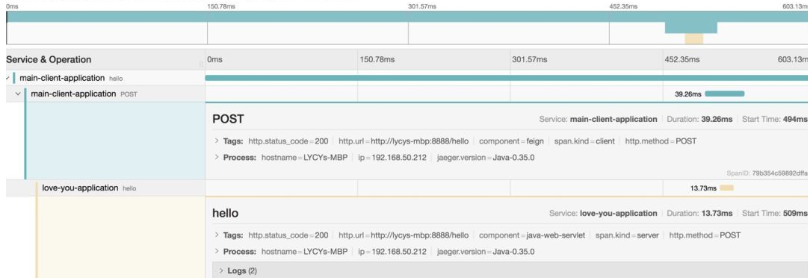 0ms 150.78ms 301.57ms 452.35ms 603.13m
Service & Operation 0ms 150.78ms 301.57ms 452.35ms 603.13m
main-client-application hello
main-client-application POST 39.26ms
POST Service: main-client-application Duration: 39.26ms Start Time: 494ms
> Tags: http.status_code=200 http.url=http://lycys-mbp:8888/hello component=feign span.kind=client http.method=POST
> Process: hostname=LYCYs-MBP ip=192.168.50.212 jaeger.version=Java-0.35.0
SpanID:
love-you-application hello 13.73ms
hello Service: love-you-application Duration: 13.73ms Start Time: 509ms
> Tags: http.status_code=200 http.url=http://lycys-mbp:8888/hello component=java-web-servlet span.kind=server http.method=POST
> Process: hostname=LYCYs-MBP ip=192.168.50.212 jaeger.version=Java-0.35.0
> Logs (2)